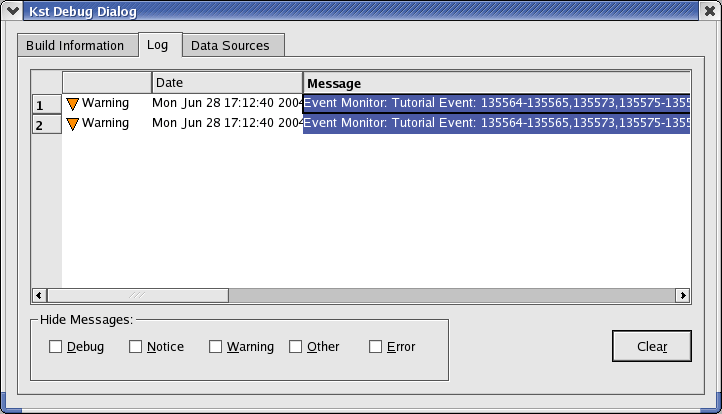 Kst Debug Dialog
Build Information Log Data Sources
Date Message
1 Warning Mon Jun 28 17:12:40 2004 Event Monitor: Tutorial Event: 135564-135565,135573,135575-1355
2 Warning Mon Jun 28 17:12:40 2004 Event Monitor: Tutorial Event: 135564-135565,135573,135575-1355
Hide Messages:
Debug Notice Warning Other Error
Clear